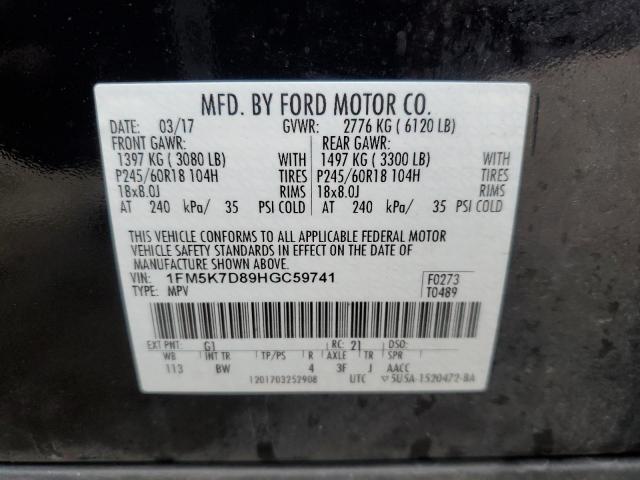 MFD. BY FORD MOTOR CO.
DATE: 03/17 GVWR: 2776 KG ( 6120 LB)
FRONT GAWR: REAR GAWR:
1397 KG ( 3080 LB) WITH 1497 KG ( 3300 LB) WITH
P245/60R18 104H TIRES P245/60R18 104H TIRES
18x8.0J RIMS 18x8.0J RIMS
AT 240 kPa/ 35 PSI COLD AT 240 kPa/ 35 PSI COLD
THIS VEHICLE CONFORMS TO ALL APPLICABLE FEDERAL MOTOR
VEHICLE SAFETY STANDARDS IN EFFECT ON THE DATE OF
MANUFACTURE SHOWN ABOVE.
VIN: 1FM5K7D89HGC59741 F0273
TYPE: MPV T0489
EXT PNT: G1 RC: 21 DSO:
WB INT TR TP/PS R AXLE TR SPR
113 BW 4 3F J AACC
1201703252908 UTC ▽5U5A-1520472-BA